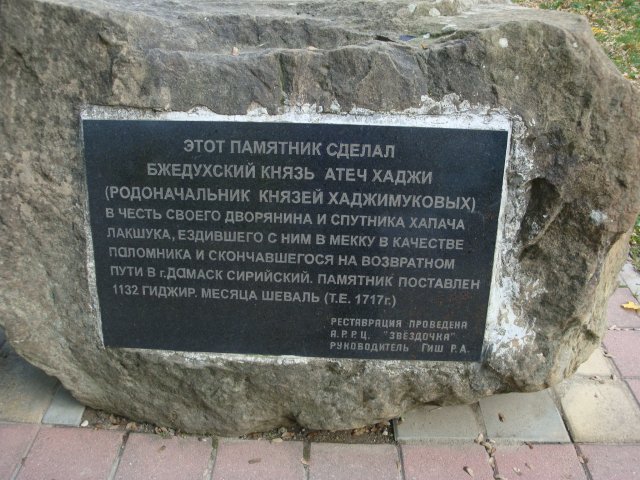 ЭТОТ ПАМЯТНИК СДЕЛАЛ
БЖЕДУХСКИЙ КНЯЗЬ АТЕЧ ХАДЖИ
(РОДОНАЧАЛЬНИК КНЯЗЕЙ ХАДЖИМУКОВЫХ)
В ЧЕСТЬ СВОЕГО ДВОРЯНИНА И СПУТНИКА ХАПАЧА
ЛАКШУКА, ЕЗДИВШЕГО С НИМ В МЕККУ В КАЧЕСТВЕ
ПАЛОМНИКА И СКОНЧАВШЕГОСЯ НА ВОЗВРАТНОМ
ПУТИ В г.ДАМАСК СИРИЙСКИЙ. ПАМЯТНИК ПОСТАВЛЕН
1132 ГИДЖИР. МЕСЯЦА ШЕВАЛЬ (Т.Е. 1717г.)
РЕСТАВРАЦИЯ ПРОВЕДЕНА
А.Р.Р.Ц. "ЗВЁЗДОЧКА"
РУКОВОДИТЕЛЬ ГИШ Р.А.